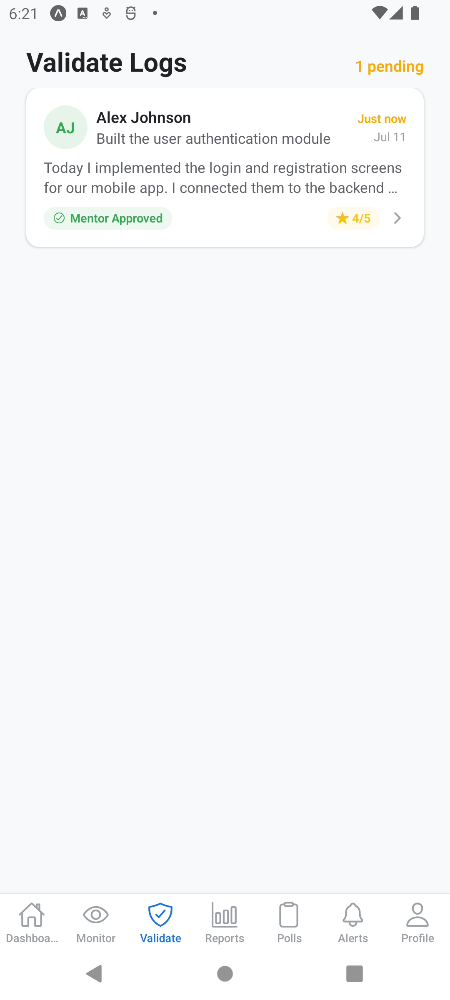 6:21
Validate Logs
1 pending
AJ
Alex Johnson
Just now
Built the user authentication module
Jul 11
Today I implemented the login and registration screens
for our mobile app. I connected them to the backend ...
Mentor Approved
4/5
Dashboa...
Monitor
Validate
Reports
Polls
Alerts
Profile